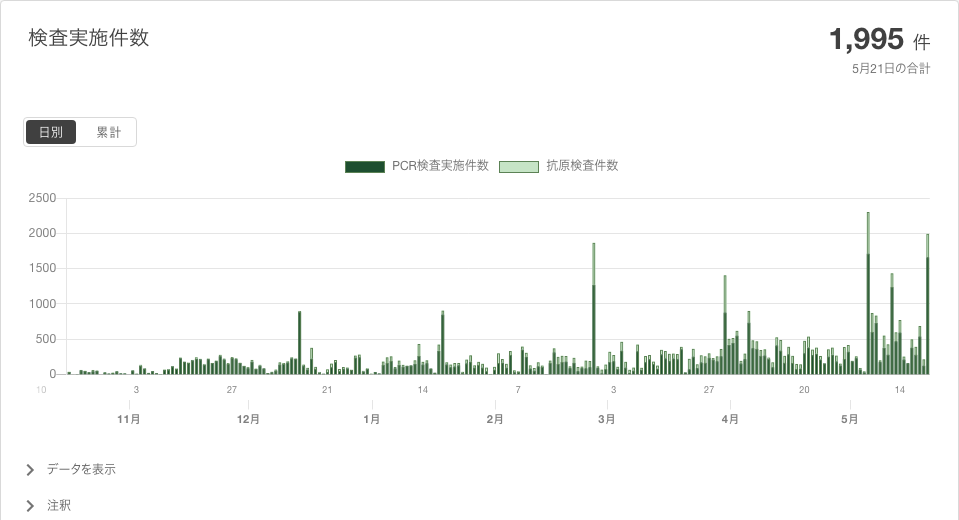 検査実施件数
1,995 件
5月21日の合計
日別 累計
PCR検査実施件数 抗原検査件数
2500
2000
1500
1000
500
0
10 3 27 21 14 7 3 27 20 14
11月 12月 1月 2月 3月 4月 5月
データを表示
注釈